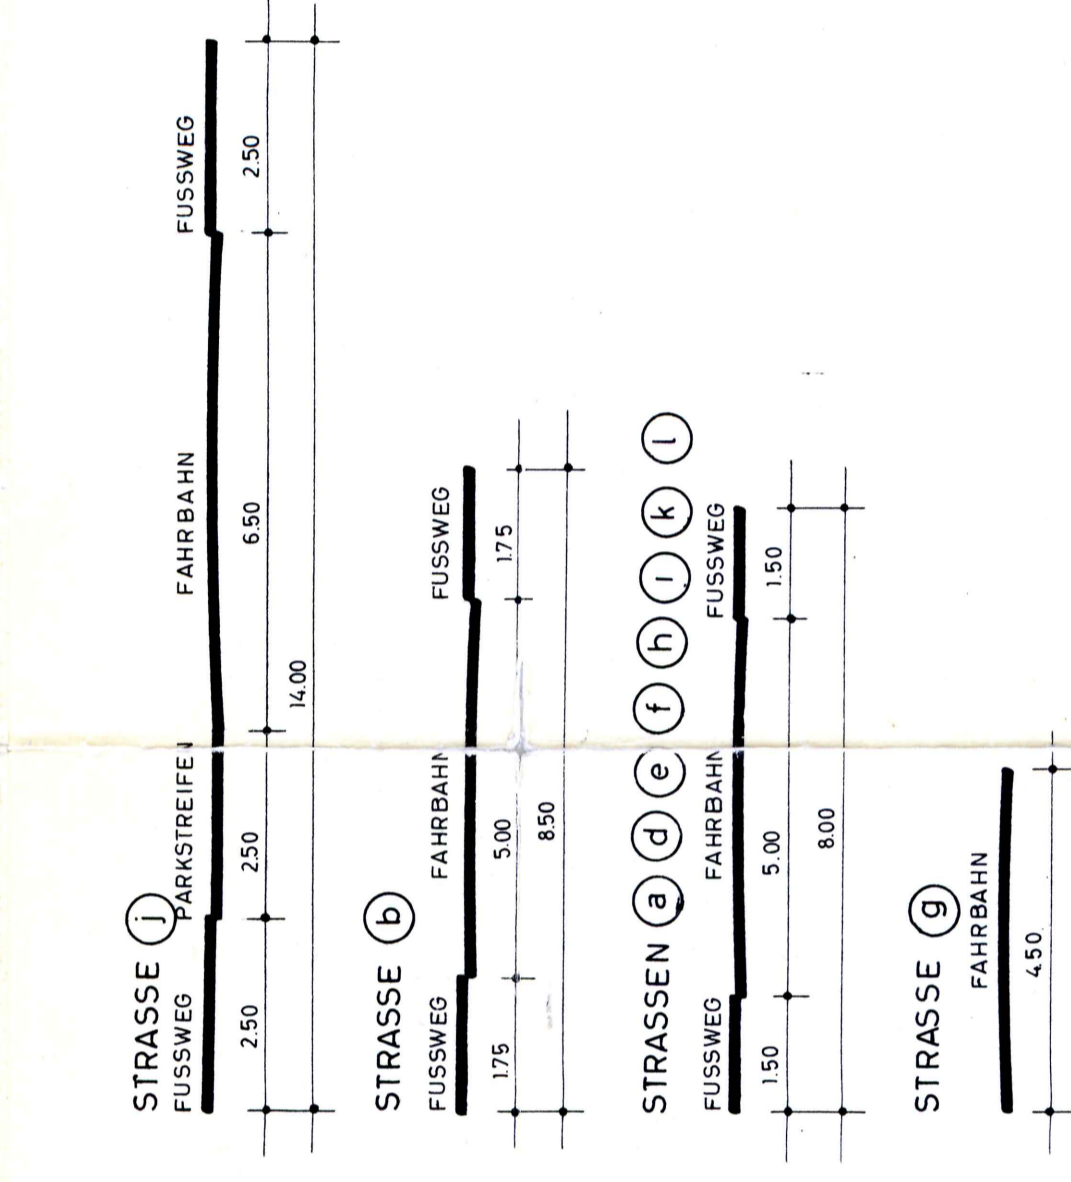 STRASSE j
FUSSWEG PARKSTREIFEN FAHRBAHN FUSSWEG
2.50 2.50 6.50 2.50
14.00
STRASSE b
FUSSWEG FAHRBAHN FUSSWEG
1.75 5.00 1.75
8.50
STRASSEN a d e f h ı k l
FUSSWEG FAHRBAHN FUSSWEG
1.50 5.00 1.50
8.00
STRASSE g
FAHRBAHN
4.50